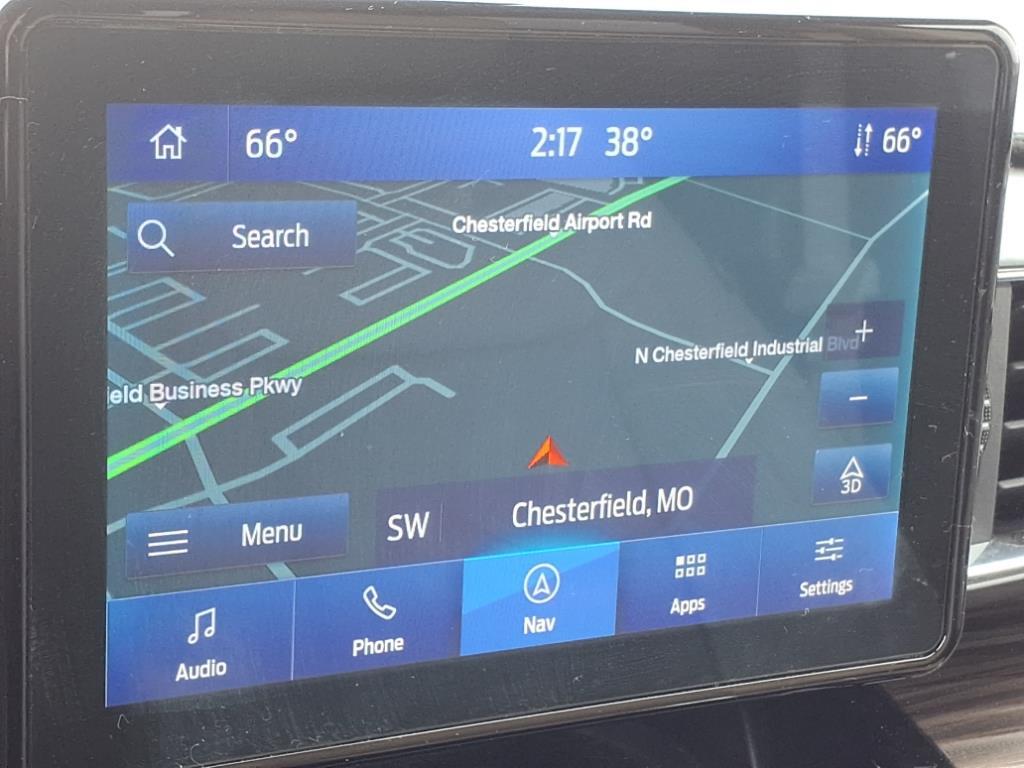 66° 2:17 38° 66°
Search
Chesterfield Airport Rd
N Chesterfield Industrial Blvd
+
ield Business Pkwy
−
3D
Menu
SW
Chesterfield, MO
Audio
Phone
Nav
Apps
Settings